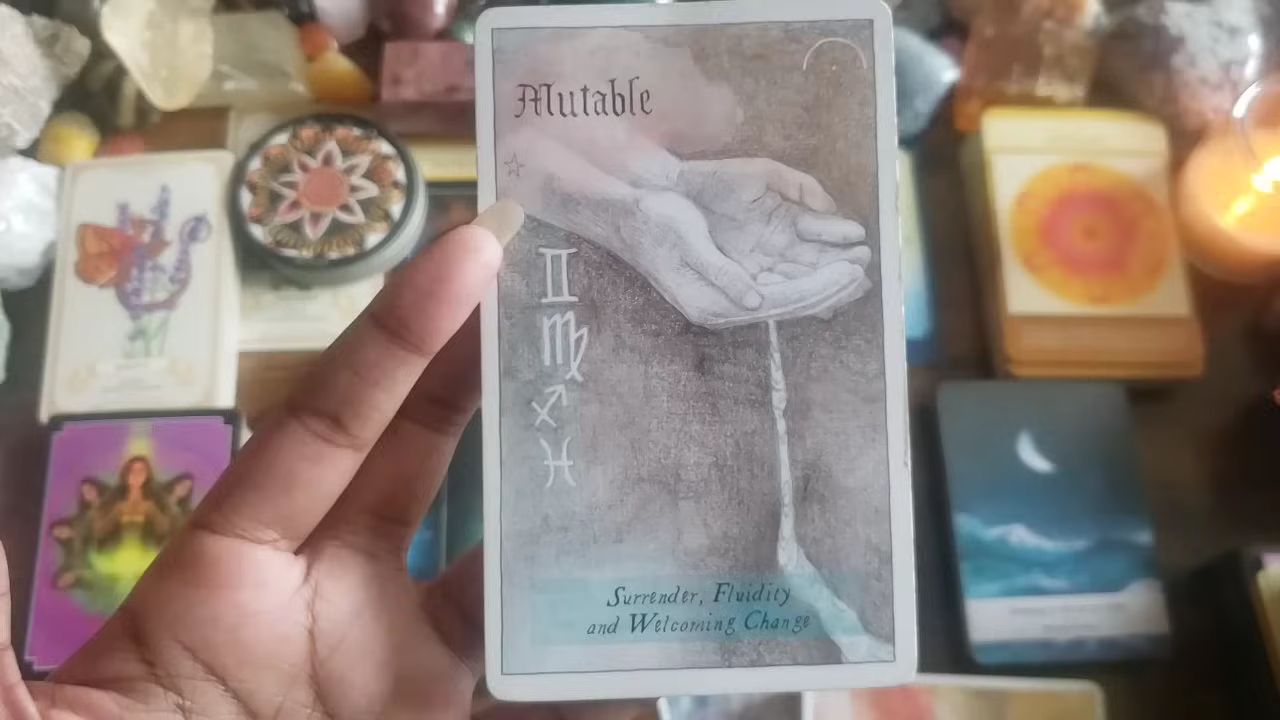 Mutable
♊
♍
♐
♓
Surrender, Fluidity
and Welcoming Change